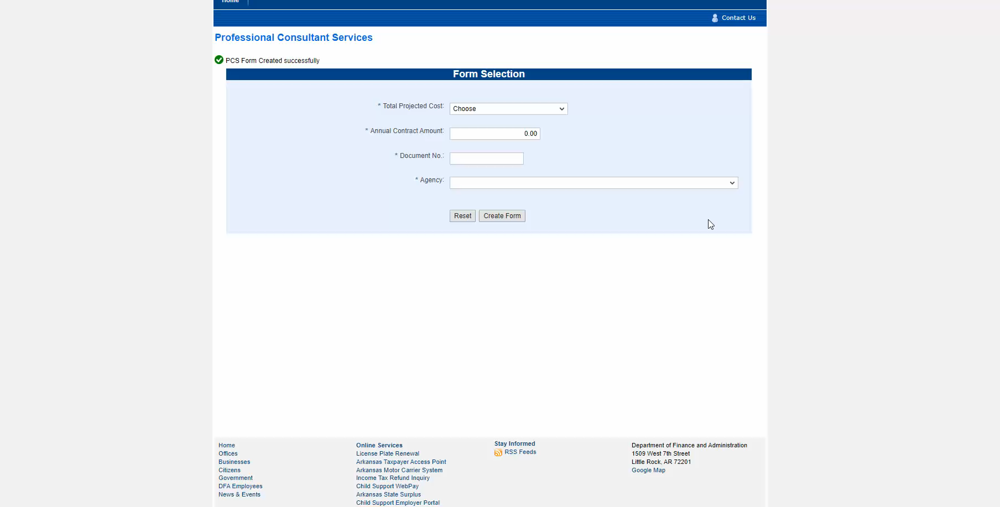 Home
Contact Us
Professional Consultant Services
PCS Form Created successfully
Form Selection
* Total Projected Cost:
Choose
* Annual Contract Amount:
0.00
* Document No.:
* Agency:
Reset
Create Form
Home
Offices
Businesses
Citizens
Government
DFA Employees
News & Events
Online Services
License Plate Renewal
Arkansas Taxpayer Access Point
Arkansas Motor Carrier System
Income Tax Refund Inquiry
Child Support WebPay
Arkansas State Surplus
Child Support Employer Portal
Stay Informed
RSS Feeds
Department of Finance and Administration
1509 West 7th Street
Little Rock, AR 72201
Google Map